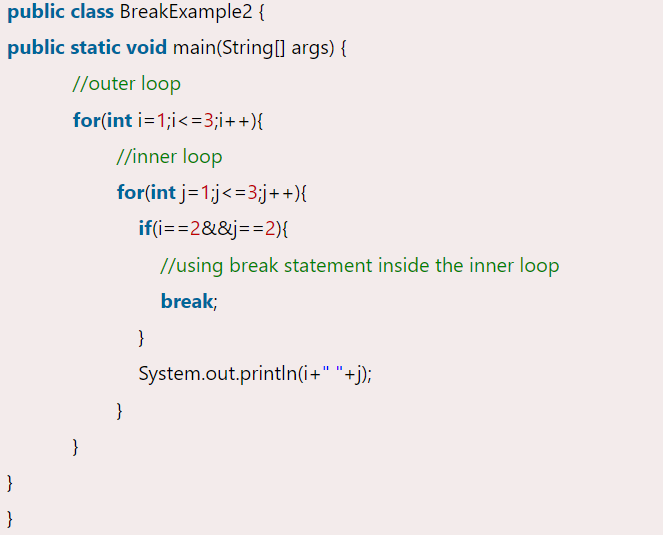 public class BreakExample2 {
public static void main(String[] args) {
//outer loop
for(int i=1;i<=3;i++){
//inner loop
for(int j=1;j<=3;j++){
if(i==2&&j==2){
//using break statement inside the inner loop
break;
}
System.out.println(i+" "+j);
}
}
}
}